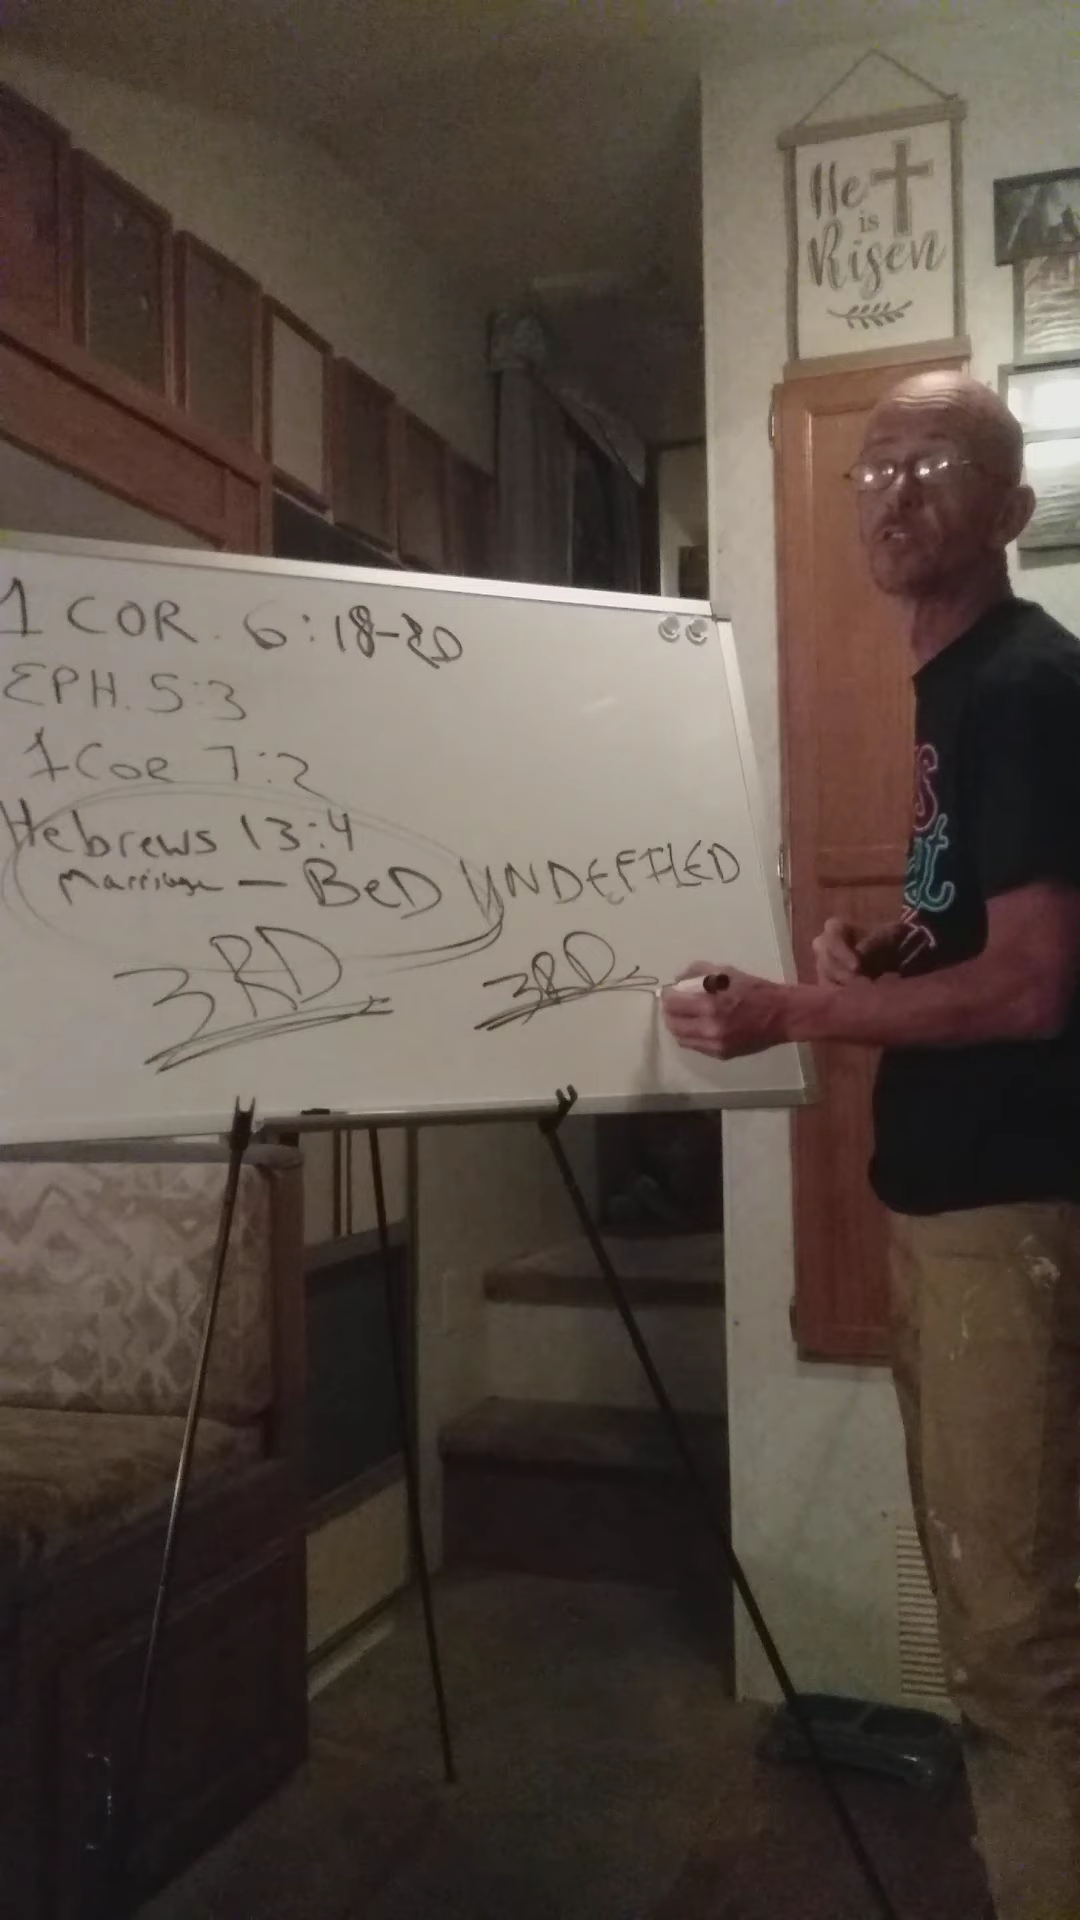 He
is
Risen
1 COR. 6:18-20
EPH. 5:3
1 Cor 7:2
Hebrews 13:4
Marriage - BeD UNDEFILED
3RD 3RD